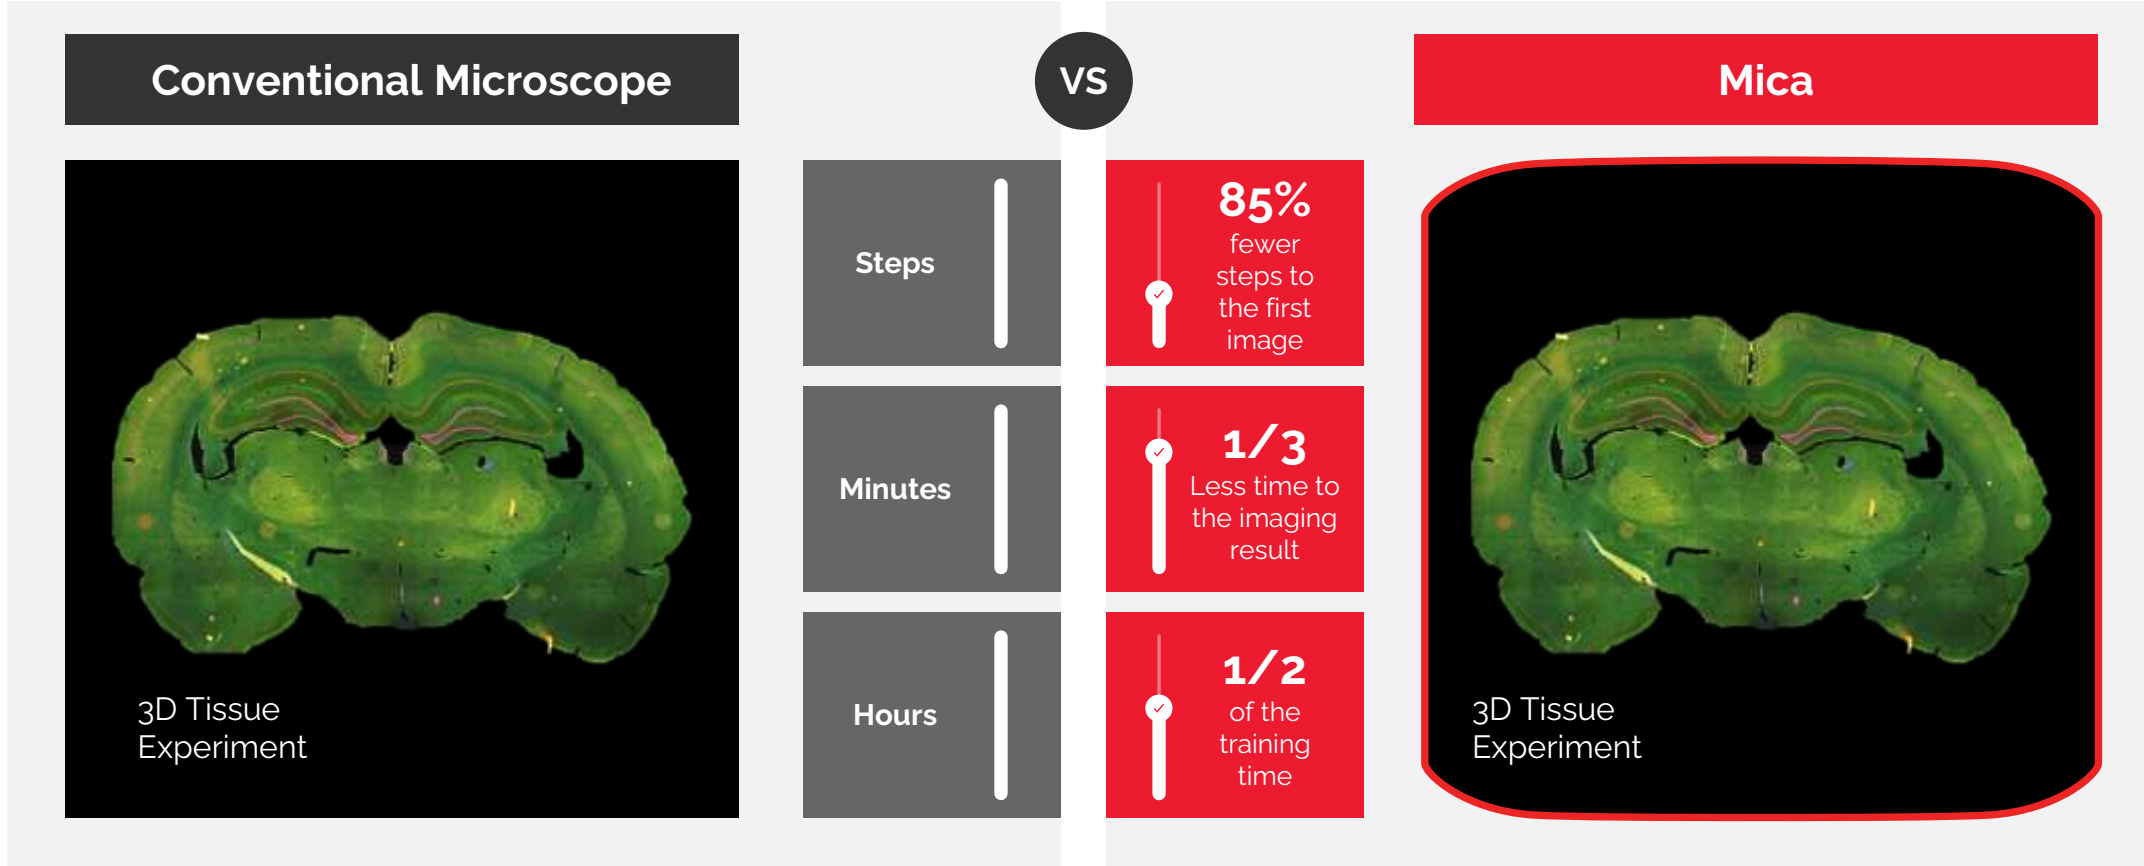 Conventional Microscope
VS
Mica
3D Tissue
Experiment
Steps
85%
fewer
steps to
the first
image
Minutes
1/3
Less time to
the imaging
result
Hours
1/2
of the
training
time
3D Tissue
Experiment